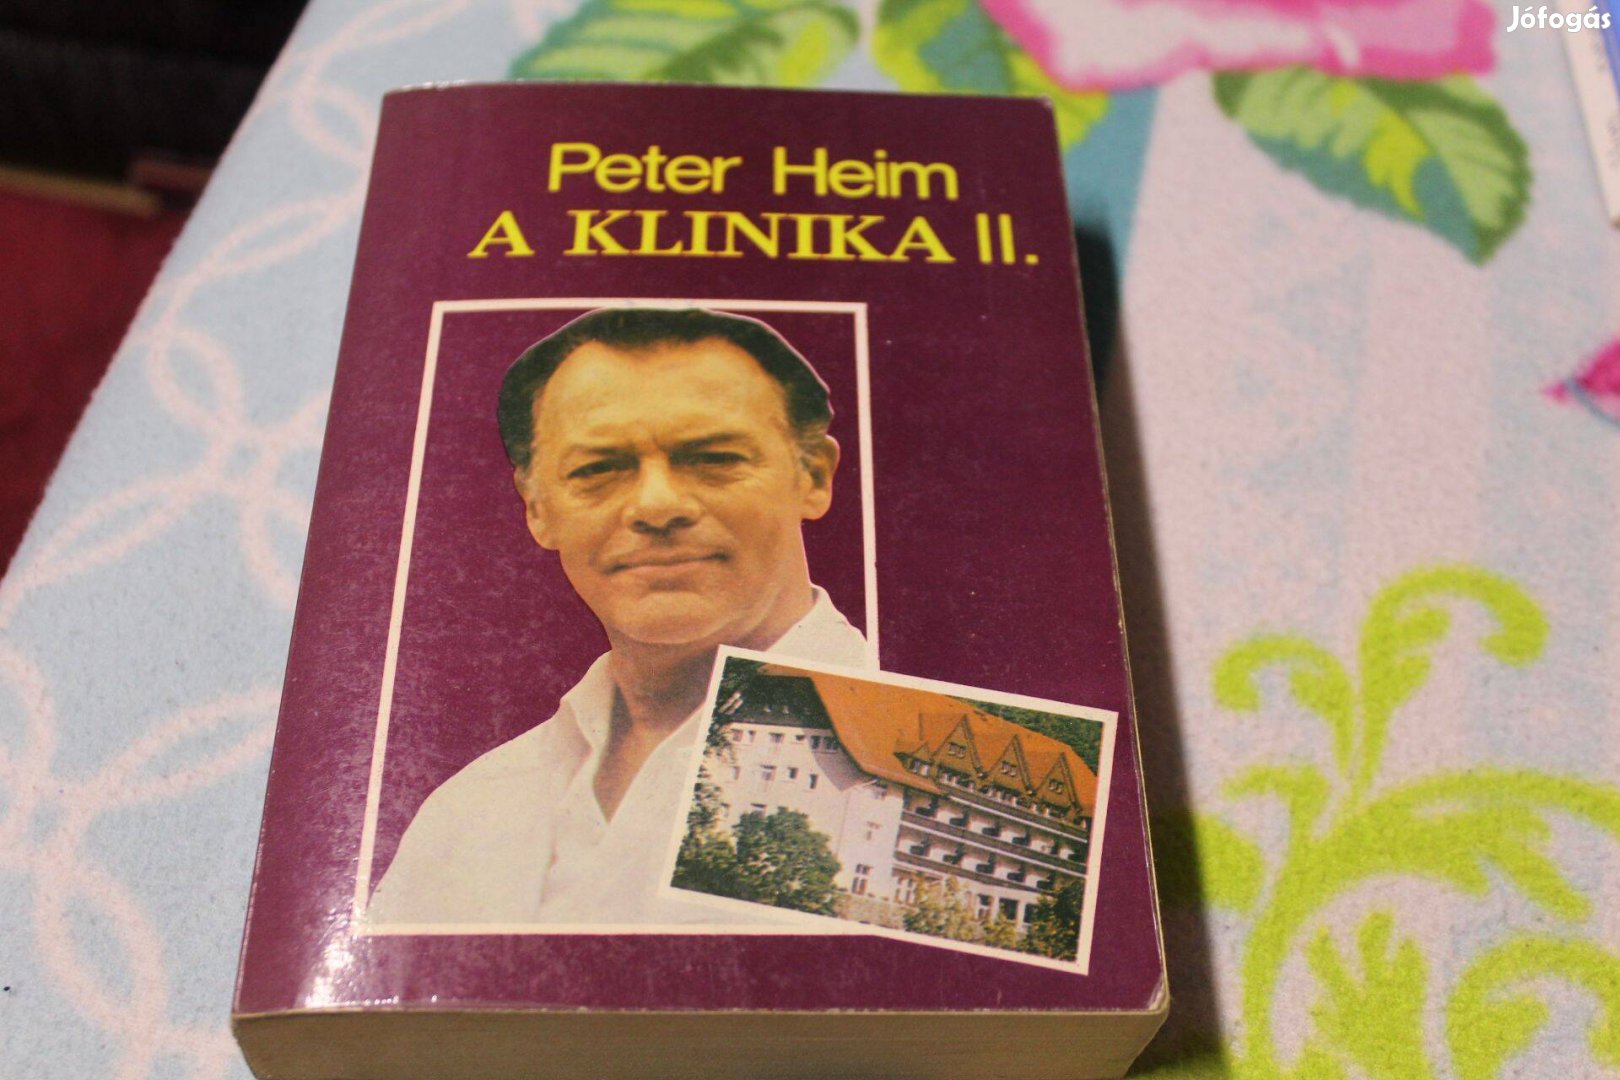 Jófogás
Peter Heim
A KLINIKA II.